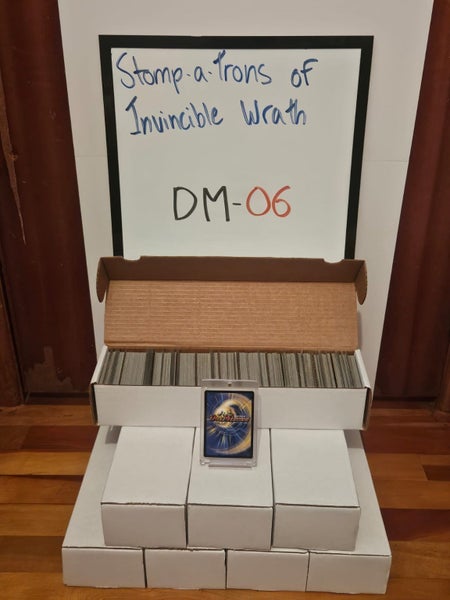 Stomp-a-Trons of
Invincible Wrath
DM-06